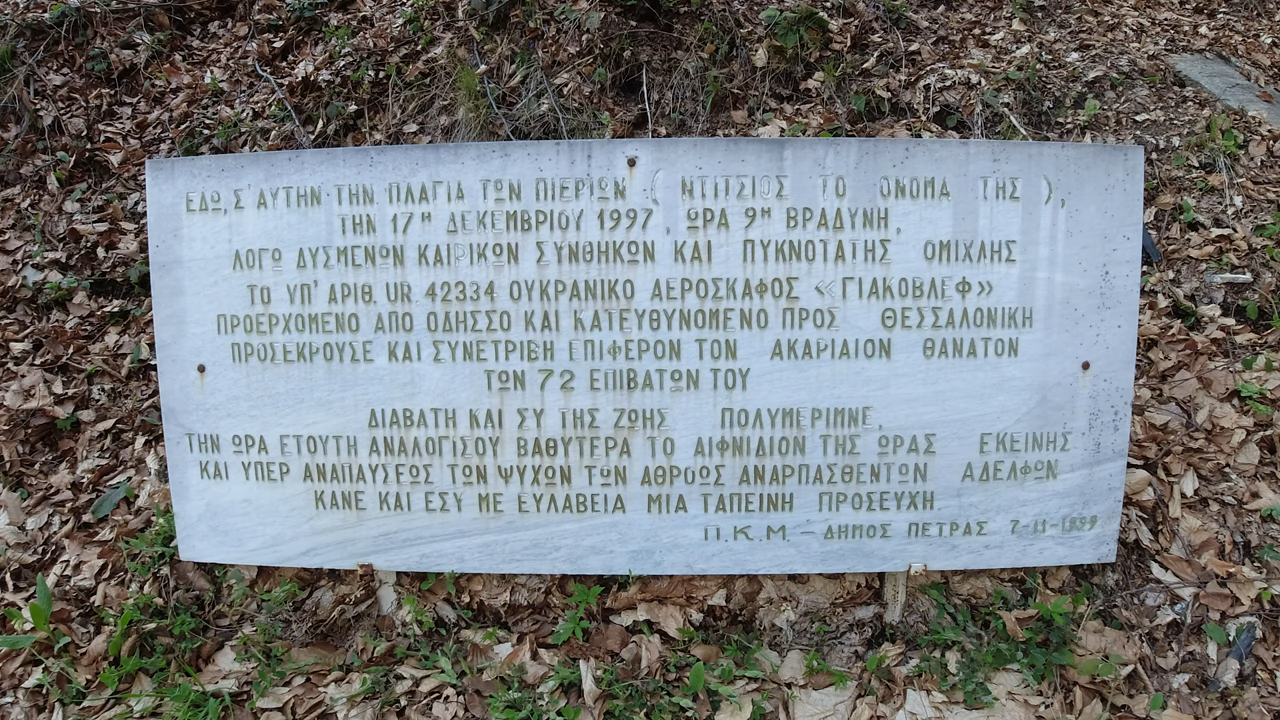 ΕΔΩ, Σ' ΑΥΤΗΝ ΤΗΝ ΠΛΑΓΙΑ ΤΩΝ ΠΙΕΡΙΩΝ ( ΝΤΙΤΣΙΟΣ ΤΟ ΟΝΟΜΑ ΤΗΣ ),
ΤΗΝ 17Η ΔΕΚΕΜΒΡΙΟΥ 1997, ΩΡΑ 9Η ΒΡΑΔΥΝΗ,
ΛΟΓΩ ΔΥΣΜΕΝΩΝ ΚΑΙΡΙΚΩΝ ΣΥΝΘΗΚΩΝ ΚΑΙ ΠΥΚΝΟΤΑΤΗΣ ΟΜΙΧΛΗΣ
ΤΟ ΥΠ' ΑΡΙΘ. UR. 42334 ΟΥΚΡΑΝΙΚΟ ΑΕΡΟΣΚΑΦΟΣ «ΓΙΑΚΟΒΛΕΦ»
ΠΡΟΕΡΧΟΜΕΝΟ ΑΠΟ ΟΔΗΣΣΟ ΚΑΙ ΚΑΤΕΥΘΥΝΟΜΕΝΟ ΠΡΟΣ ΘΕΣΣΑΛΟΝΙΚΗ
ΠΡΟΣΕΚΡΟΥΣΕ ΚΑΙ ΣΥΝΕΤΡΙΒΗ ΕΠΙΦΕΡΟΝ ΤΟΝ ΑΚΑΡΙΑΙΟΝ ΘΑΝΑΤΟΝ
ΤΩΝ 72 ΕΠΙΒΑΤΩΝ ΤΟΥ
ΔΙΑΒΑΤΗ ΚΑΙ ΣΥ ΤΗΣ ΖΩΗΣ ΠΟΛΥΜΕΡΙΜΝΕ,
ΤΗΝ ΩΡΑ ΕΤΟΥΤΗ ΑΝΑΛΟΓΙΣΟΥ ΒΑΘΥΤΕΡΑ ΤΟ ΑΙΦΝΙΔΙΟΝ ΤΗΣ ΩΡΑΣ ΕΚΕΙΝΗΣ
ΚΑΙ ΥΠΕΡ ΑΝΑΠΑΥΣΕΩΣ ΤΩΝ ΨΥΧΩΝ ΤΩΝ ΑΘΡΟΩΣ ΑΝΑΡΠΑΣΘΕΝΤΩΝ ΑΔΕΛΦΩΝ
ΚΑΝΕ ΚΑΙ ΕΣΥ ΜΕ ΕΥΛΑΒΕΙΑ ΜΙΑ ΤΑΠΕΙΝΗ ΠΡΟΣΕΥΧΗ.
Π.Κ.Μ. - ΔΗΜΟΣ ΠΕΤΡΑΣ 7-11-1999